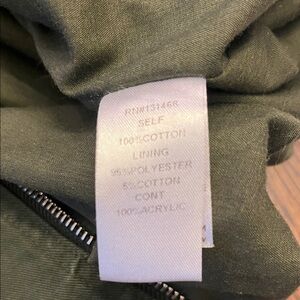 RN#131466
SELF
100%COTTON
LINING
95%POLYESTER
5%COTTON
CONT
100%ACRYLIC